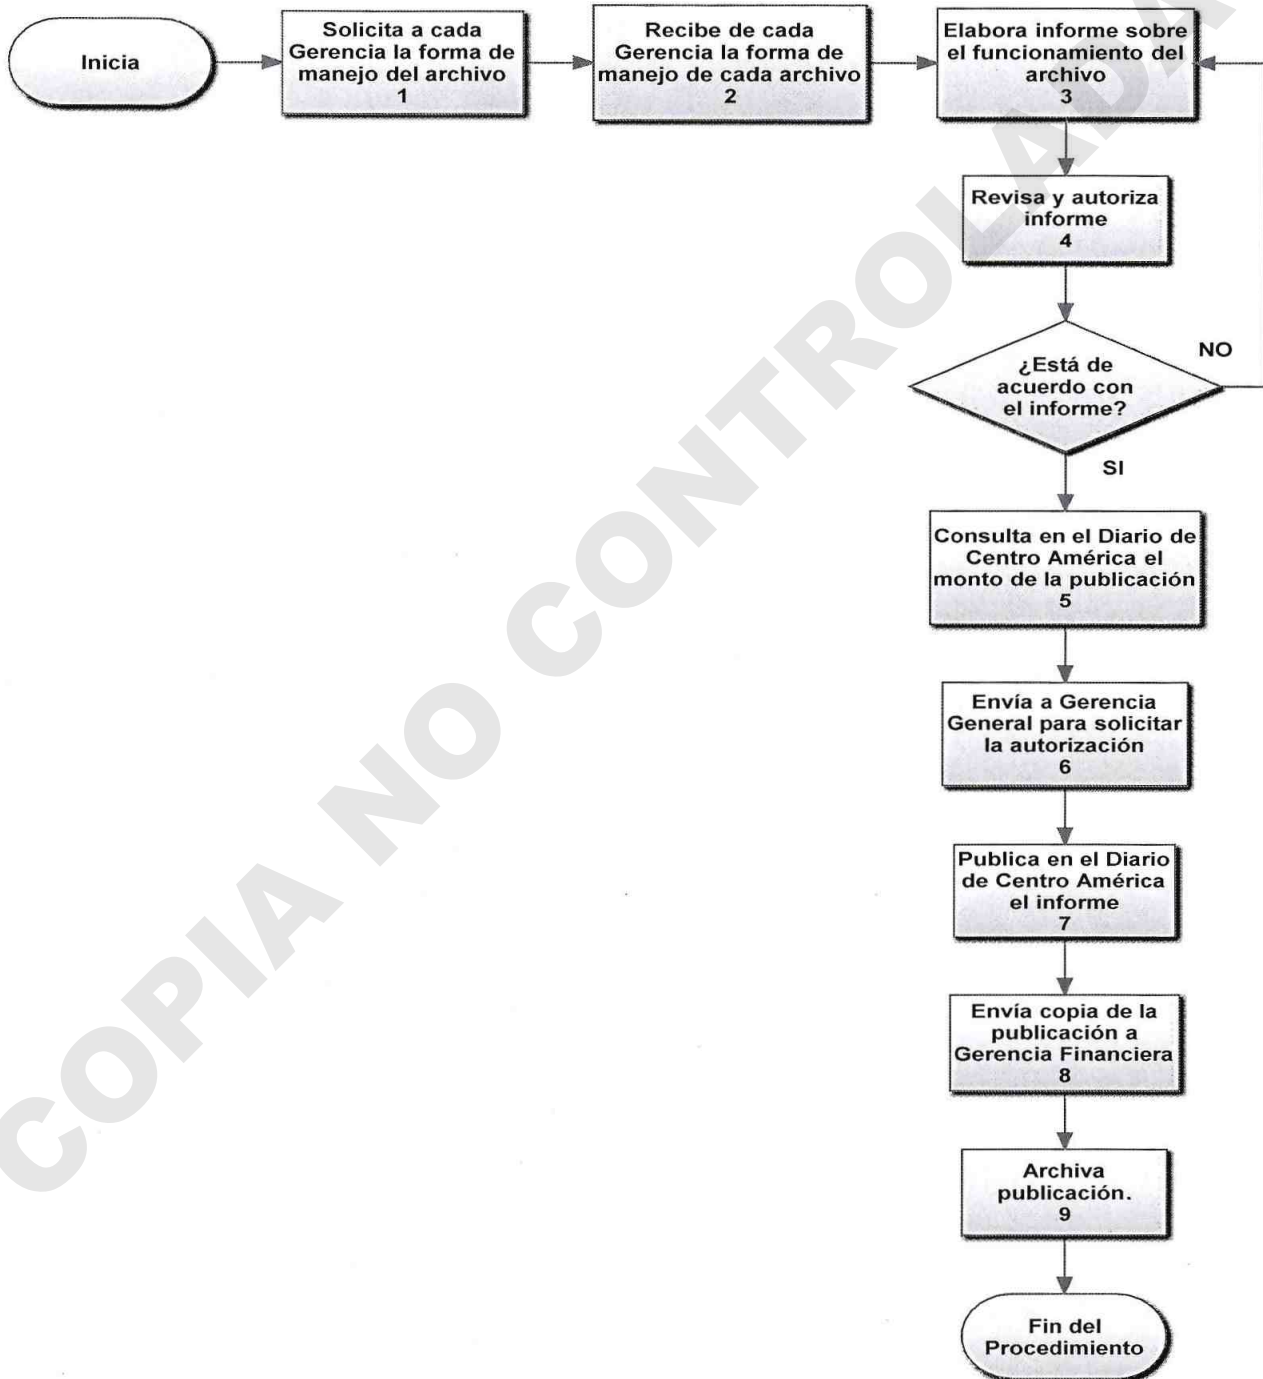 Inicia
Solicita a cada
Gerencia la forma de
manejo del archivo
1
Recibe de cada
Gerencia la forma de
manejo de cada archivo
2
Elabora informe sobre
el funcionamiento del
archivo
3
Revisa y autoriza
informe
4
¿Está de
acuerdo con
el informe?
NO
SI
Consulta en el Diario de
Centro América el
monto de la publicación
5
Envía a Gerencia
General para solicitar
la autorización
6
Publica en el Diario
de Centro América
el informe
7
Envía copia de la
publicación a
Gerencia Financiera
8
Archiva
publicación.
9
Fin del
Procedimiento
COPIA NO CONTROLADA